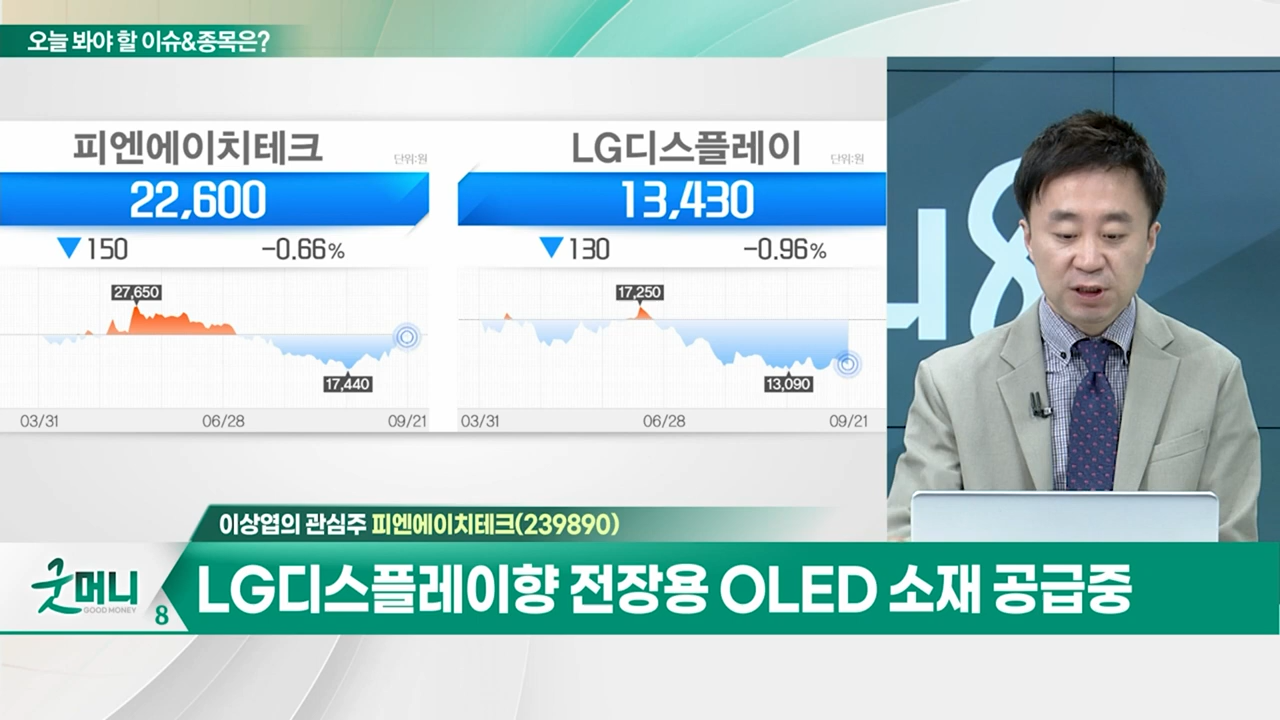 오늘 봐야 할 이슈&종목은?
피엔에이치테크
단위:원
22,600
▼150 -0.66%
27,650
17,440
03/31 06/28 09/21
LG디스플레이
단위:원
13,430
▼130 -0.96%
17,250
13,090
03/31 06/28 09/21
이상엽의 관심주 피엔에이치테크(239890)
굿머니
GOOD MONEY
8
LG디스플레이향 전장용 OLED 소재 공급중